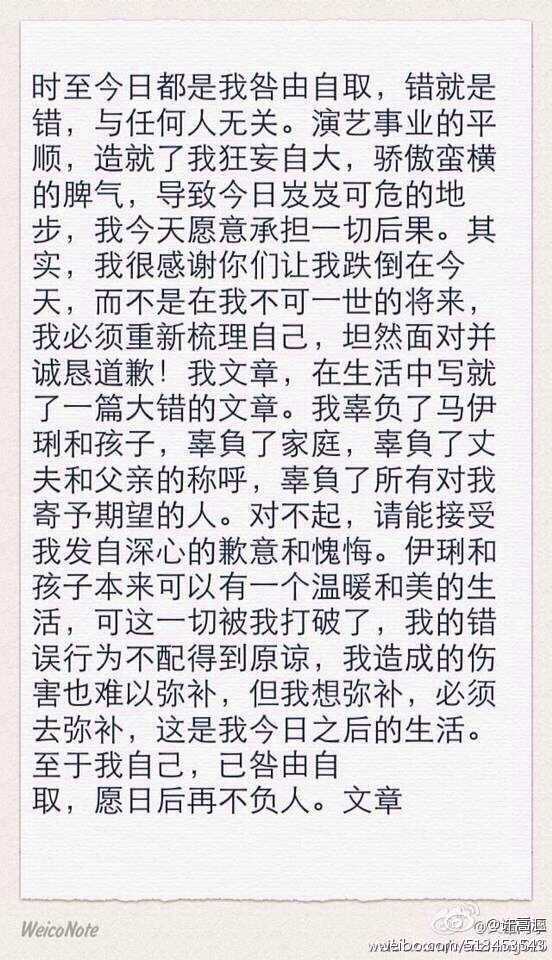 时至今日都是我咎由自取，错就是
错，与任何人无关。演艺事业的平
顺，造就了我狂妄自大，骄傲蛮横
的脾气，导致今日岌岌可危的地
步，我今天愿意承担一切后果。其
实，我很感谢你们让我跌倒在今
天，而不是在我不可一世的将来，
我必须重新梳理自己，坦然面对并
诚恳道歉！我文章，在生活中写就
了一篇大错的文章。我辜负了马伊
琍和孩子，辜負了家庭，辜負了丈
夫和父亲的称呼，辜負了所有对我
寄予期望的人。对不起，请能接受
我发自深心的歉意和愧悔。伊琍和
孩子本来可以有一个温暖和美的生
活，可这一切被我打破了，我的错
误行为不配得到原谅，我造成的伤
害也难以弥补，但我想弥补，必须
去弥补，这是我今日之后的生活。
至于我自己，已咎由自
取，愿日后再不负人。文章
WeicoNote